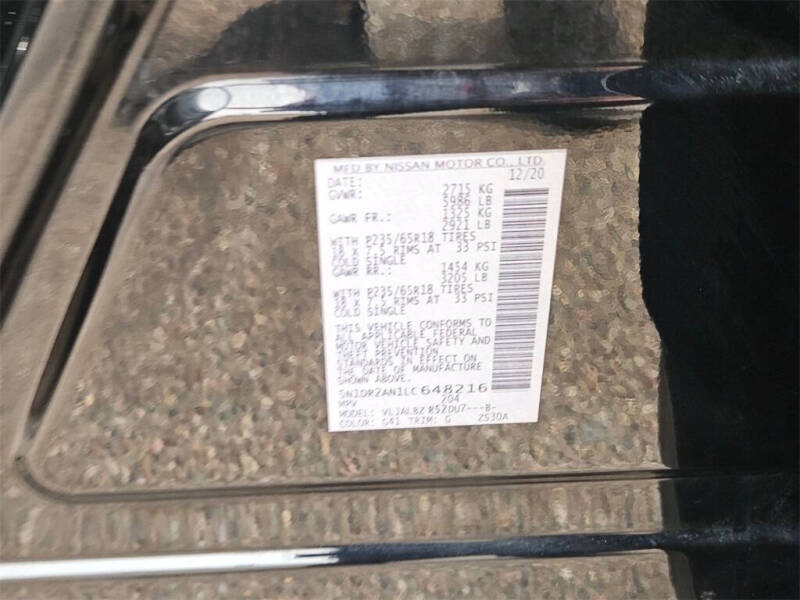 MFD BY NISSAN MOTOR CO., LTD.
DATE: 12/20
GVWR: 2715 KG
5986 LB
GAWR FR.: 1325 KG
2921 LB
WITH P235/65R18 TIRES
18 X 7.5 RIMS AT 33 PSI
COLD SINGLE
GAWR RR.: 1454 KG
3205 LB
WITH P235/65R18 TIRES
18 X 7.5 RIMS AT 33 PSI
COLD SINGLE
THIS VEHICLE CONFORMS TO
ALL APPLICABLE FEDERAL
MOTOR VEHICLE SAFETY AND
THEFT PREVENTION
STANDARDS IN EFFECT ON
THE DATE OF MANUFACTURE
SHOWN ABOVE
5N1DR2AN1LC648216
MPV 204
MODEL: VLJALBZ R52DU7---B-
COLOR: G41 TRIM: G ZS30A